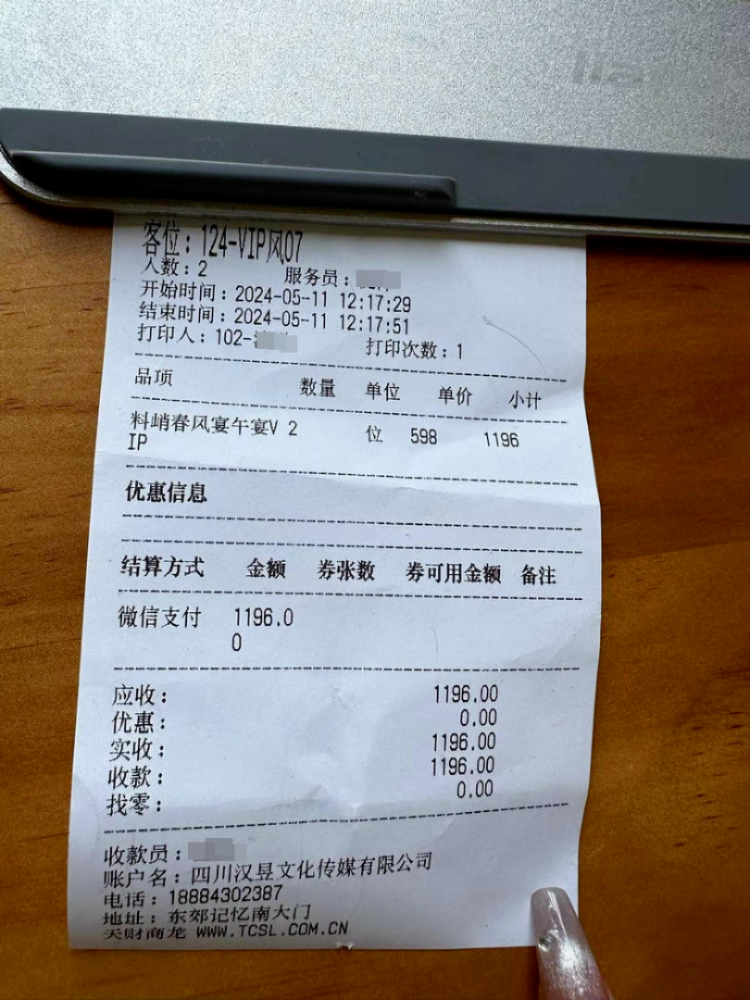 客位：124-VIP风07
人数：2 服务员：
开始时间：2024-05-11 12:17:29
结束时间：2024-05-11 12:17:51
打印人：102- 打印次数：1
品项 数量 单位 单价 小计
料峭春风宴午宴V 2 位 598 1196
IP
优惠信息
结算方式 金额 券张数 券可用金额 备注
微信支付 1196.0
0
应收： 1196.00
优惠： 0.00
实收： 1196.00
收款： 1196.00
找零： 0.00
收款员：
账户名：四川汉昱文化传媒有限公司
电话：18884302387
地址：东郊记忆南大门
天财商龙 WWW.TCSL.COM.CN